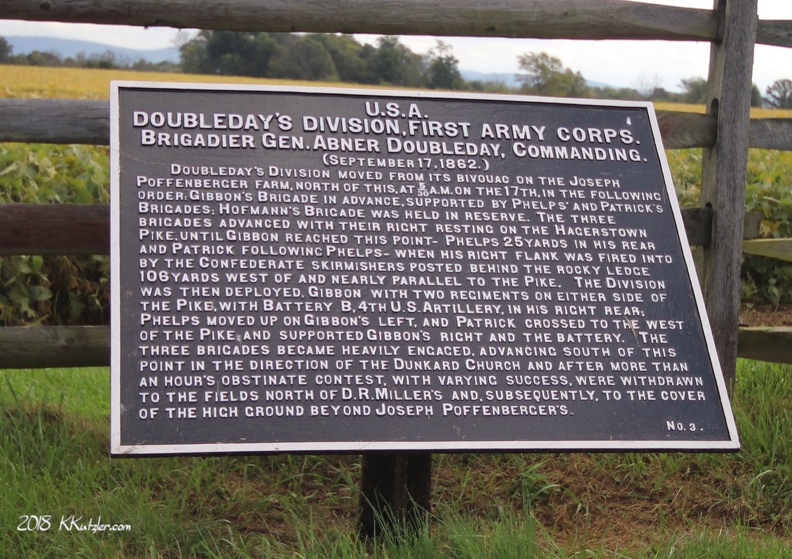 U.S.A.
DOUBLEDAY'S DIVISION, FIRST ARMY CORPS.
BRIGADIER GEN. ABNER DOUBLEDAY, COMMANDING.
(SEPTEMBER 17, 1862.)
DOUBLEDAY'S DIVISION MOVED FROM ITS BIVOUAC ON THE JOSEPH
POFFENBERGER FARM, NORTH OF THIS, AT 5 30 A.M. ON THE 17TH, IN THE FOLLOWING
ORDER: GIBBON'S BRIGADE IN ADVANCE, SUPPORTED BY PHELPS' AND PATRICK'S
BRIGADES; HOFMANN'S BRIGADE WAS HELD IN RESERVE. THE THREE
BRIGADES ADVANCED WITH THEIR RIGHT RESTING ON THE HAGERSTOWN
PIKE, UNTIL GIBBON REACHED THIS POINT- PHELPS 25 YARDS IN HIS REAR
AND PATRICK FOLLOWING PHELPS- WHEN HIS RIGHT FLANK WAS FIRED INTO
BY THE CONFEDERATE SKIRMISHERS POSTED BEHIND THE ROCKY LEDGE
106 YARDS WEST OF AND NEARLY PARALLEL TO THE PIKE. THE DIVISION
WAS THEN DEPLOYED, GIBBON WITH TWO REGIMENTS ON EITHER SIDE OF
THE PIKE, WITH BATTERY B, 4TH U.S. ARTILLERY, IN HIS RIGHT REAR;
PHELPS MOVED UP ON GIBBON'S LEFT, AND PATRICK CROSSED TO THE WEST
OF THE PIKE AND SUPPORTED GIBBON'S RIGHT AND THE BATTERY. THE
THREE BRIGADES BECAME HEAVILY ENGAGED, ADVANCING SOUTH OF THIS
POINT IN THE DIRECTION OF THE DUNKARD CHURCH AND AFTER MORE THAN
AN HOUR'S OBSTINATE CONTEST, WITH VARYING SUCCESS, WERE WITHDRAWN
TO THE FIELDS NORTH OF D.R. MILLER'S AND, SUBSEQUENTLY, TO THE COVER
OF THE HIGH GROUND BEYOND JOSEPH POFFENBERGER'S.
No. 3.
2018 KKutzler.com